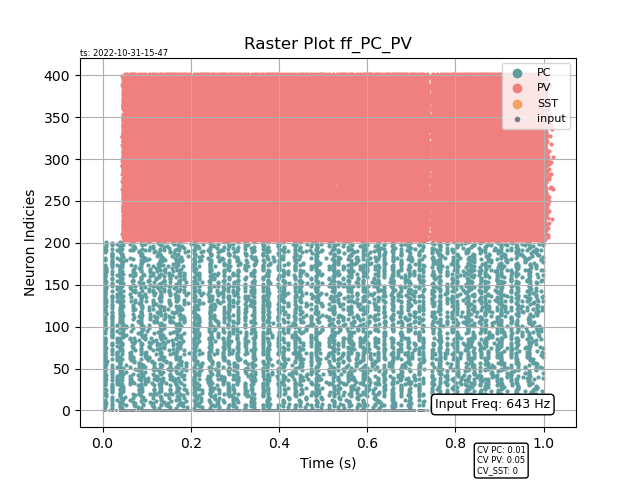 Raster Plot ff_PC_PV
ts: 2022-10-31-15-47
PC
PV
SST
input
400
350
300
250
200
150
100
50
0
Neuron Indicies
Input Freq: 643 Hz
0.0 0.2 0.4 0.6 0.8 1.0
Time (s)
CV PC: 0.01
CV PV: 0.05
CV_SST: 0